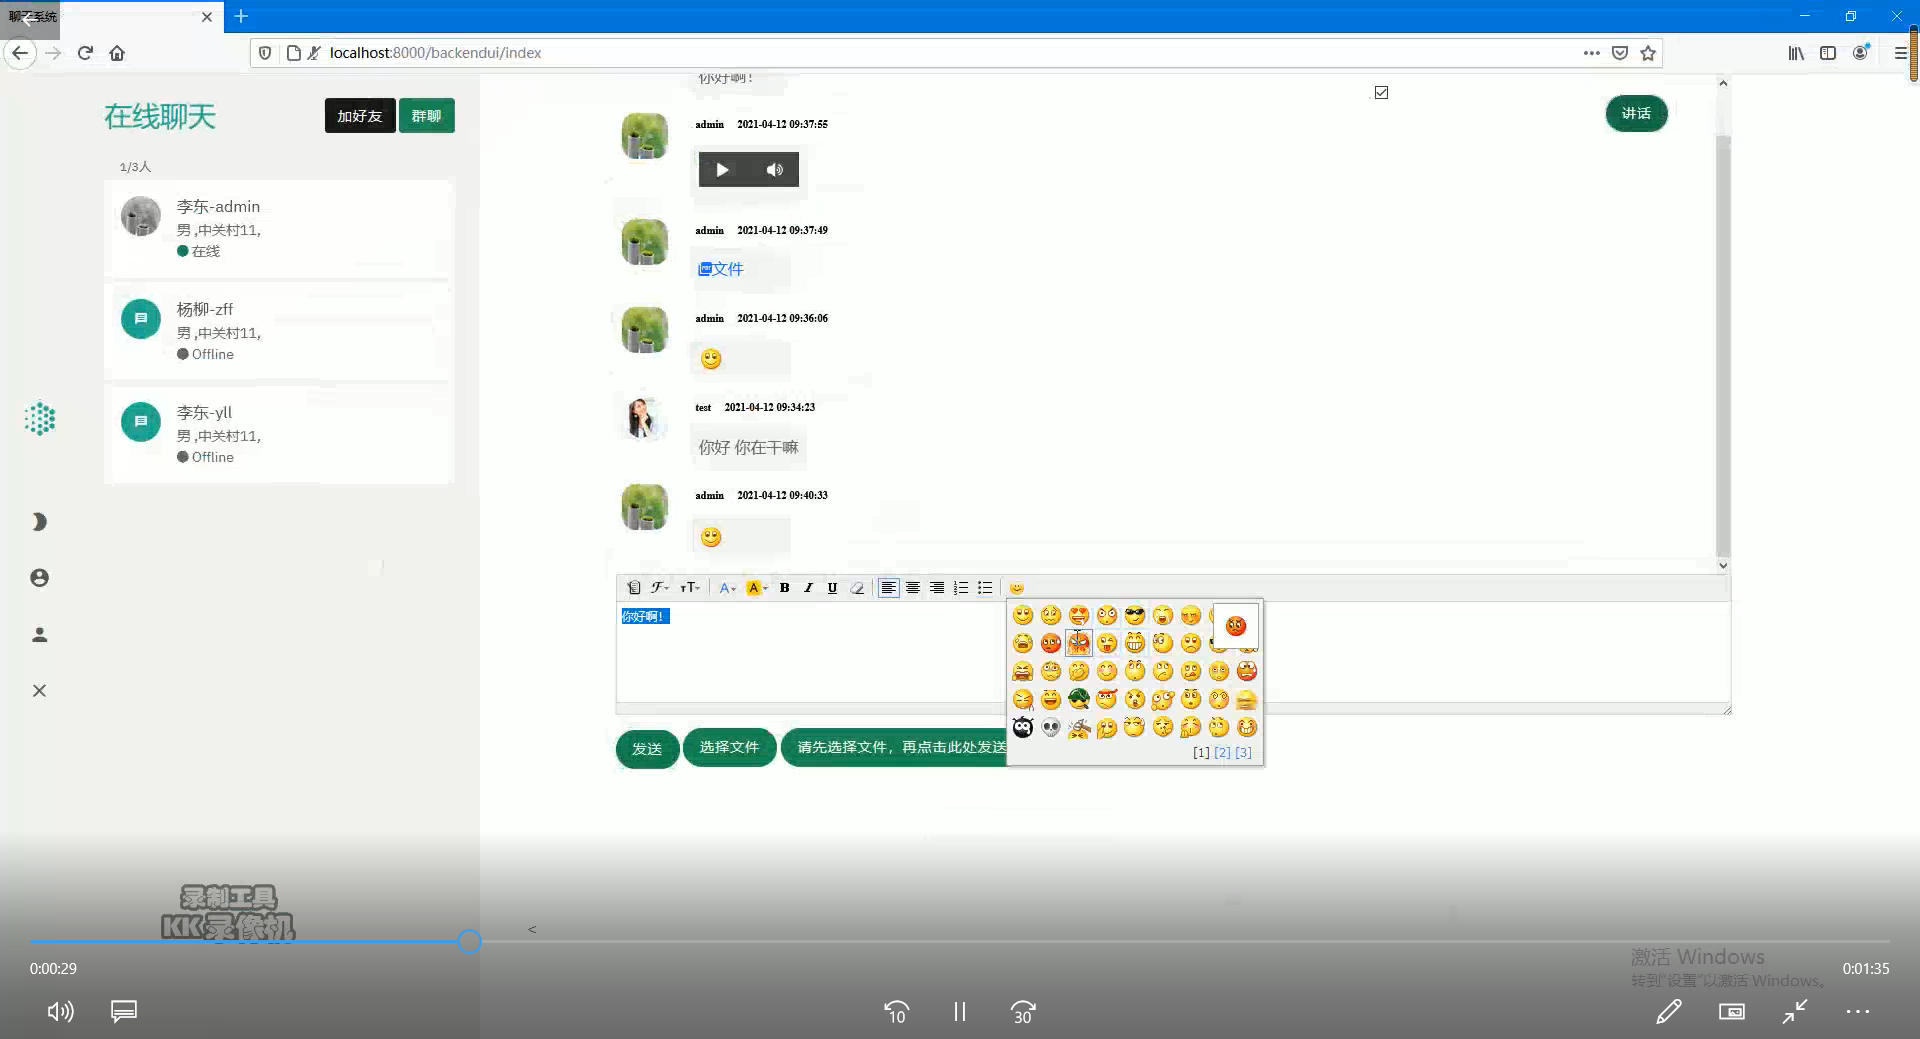 聊天系统
localhost:8000/backendui/index
在线聊天
加好友
群聊
1/3人
李东-admin
男 ,中关村11,
在线
杨柳-zff
男 ,中关村11,
Offline
李东-yll
男 ,中关村11,
Offline
你好啊!
讲话
admin 2021-04-12 09:37:55
admin 2021-04-12 09:37:49
文件
admin 2021-04-12 09:36:06
test 2021-04-12 09:34:23
你好 你在干嘛
admin 2021-04-12 09:40:33
你好啊!
[1] [2] [3]
发送
选择文件
请先选择文件，再点击此处发送
录制工具
KK录像机
<
激活 Windows
转到"设置"以激活 Windows。
0:00:29
0:01:35
10
30